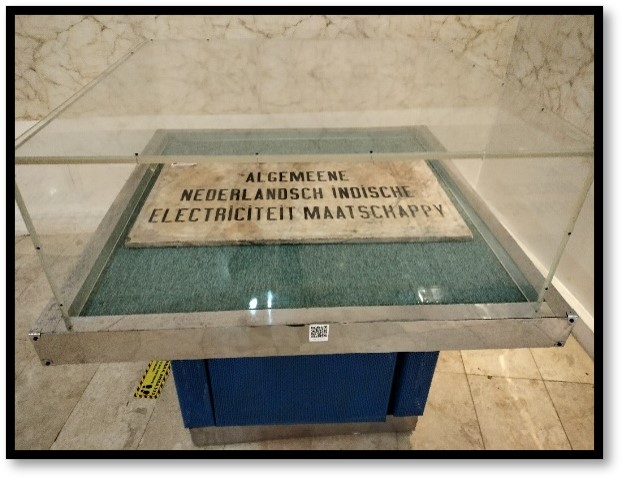 ALGEMEENE
NEDERLANDSCH INDISCHE
ELECTRICITEIT MAATSCHAPPY